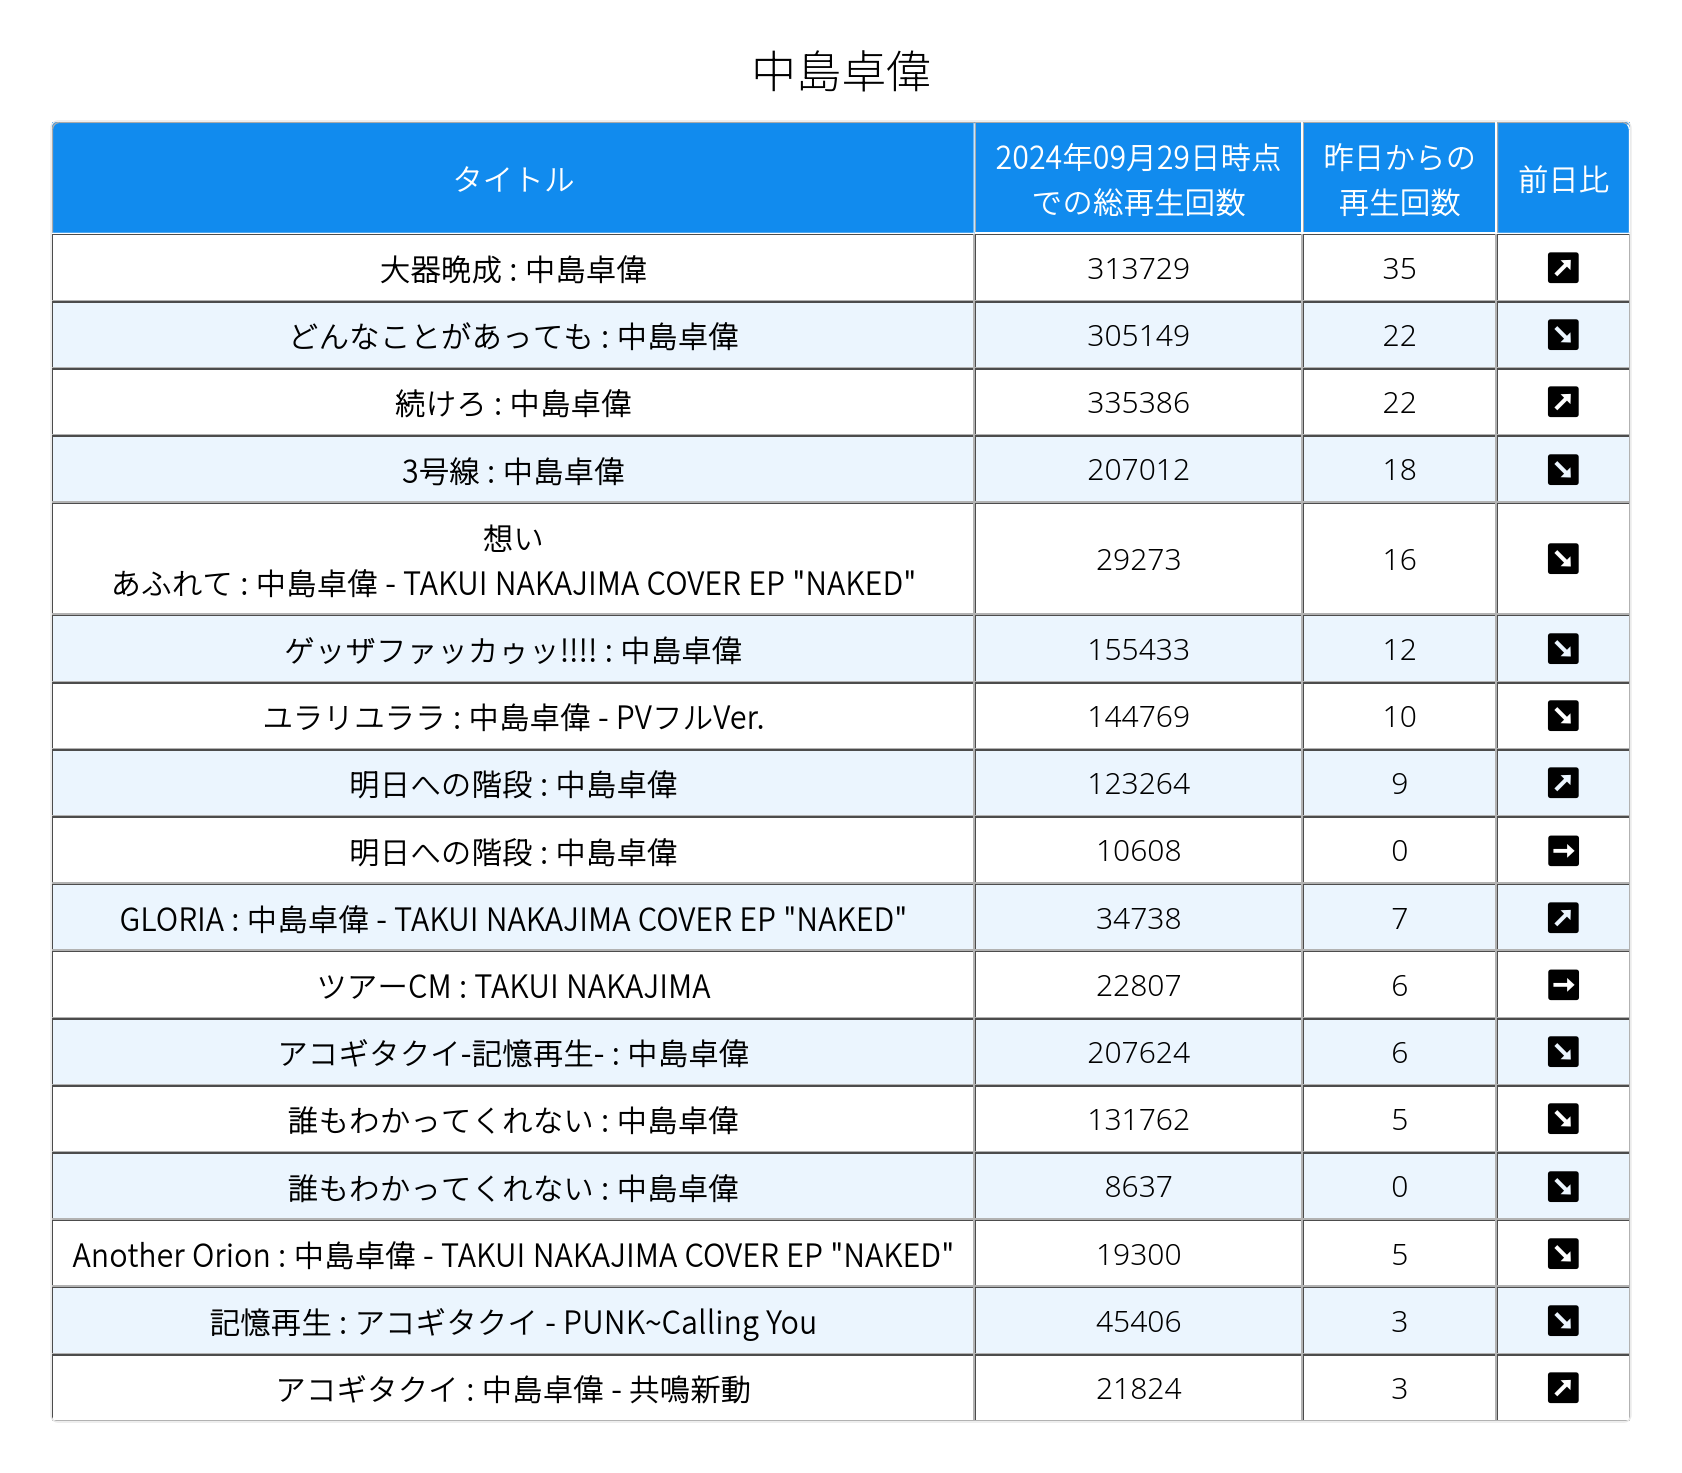 中島卓偉
タイトル
2024年09月29日時点
での総再生回数
昨日からの
再生回数
前日比
大器晩成 : 中島卓偉 313729 35
どんなことがあっても : 中島卓偉 305149 22
続けろ : 中島卓偉 335386 22
3号線 : 中島卓偉 207012 18
想い
あふれて : 中島卓偉 - TAKUI NAKAJIMA COVER EP "NAKED" 29273 16
ゲッザファッカゥッ!!!! : 中島卓偉 155433 12
ユラリユララ : 中島卓偉 - PVフルVer. 144769 10
明日への階段 : 中島卓偉 123264 9
明日への階段 : 中島卓偉 10608 0
GLORIA : 中島卓偉 - TAKUI NAKAJIMA COVER EP "NAKED" 34738 7
ツアーCM : TAKUI NAKAJIMA 22807 6
アコギタクイ-記憶再生- : 中島卓偉 207624 6
誰もわかってくれない : 中島卓偉 131762 5
誰もわかってくれない : 中島卓偉 8637 0
Another Orion : 中島卓偉 - TAKUI NAKAJIMA COVER EP "NAKED" 19300 5
記憶再生 : アコギタクイ - PUNK~Calling You 45406 3
アコギタクイ : 中島卓偉 - 共鳴新動 21824 3